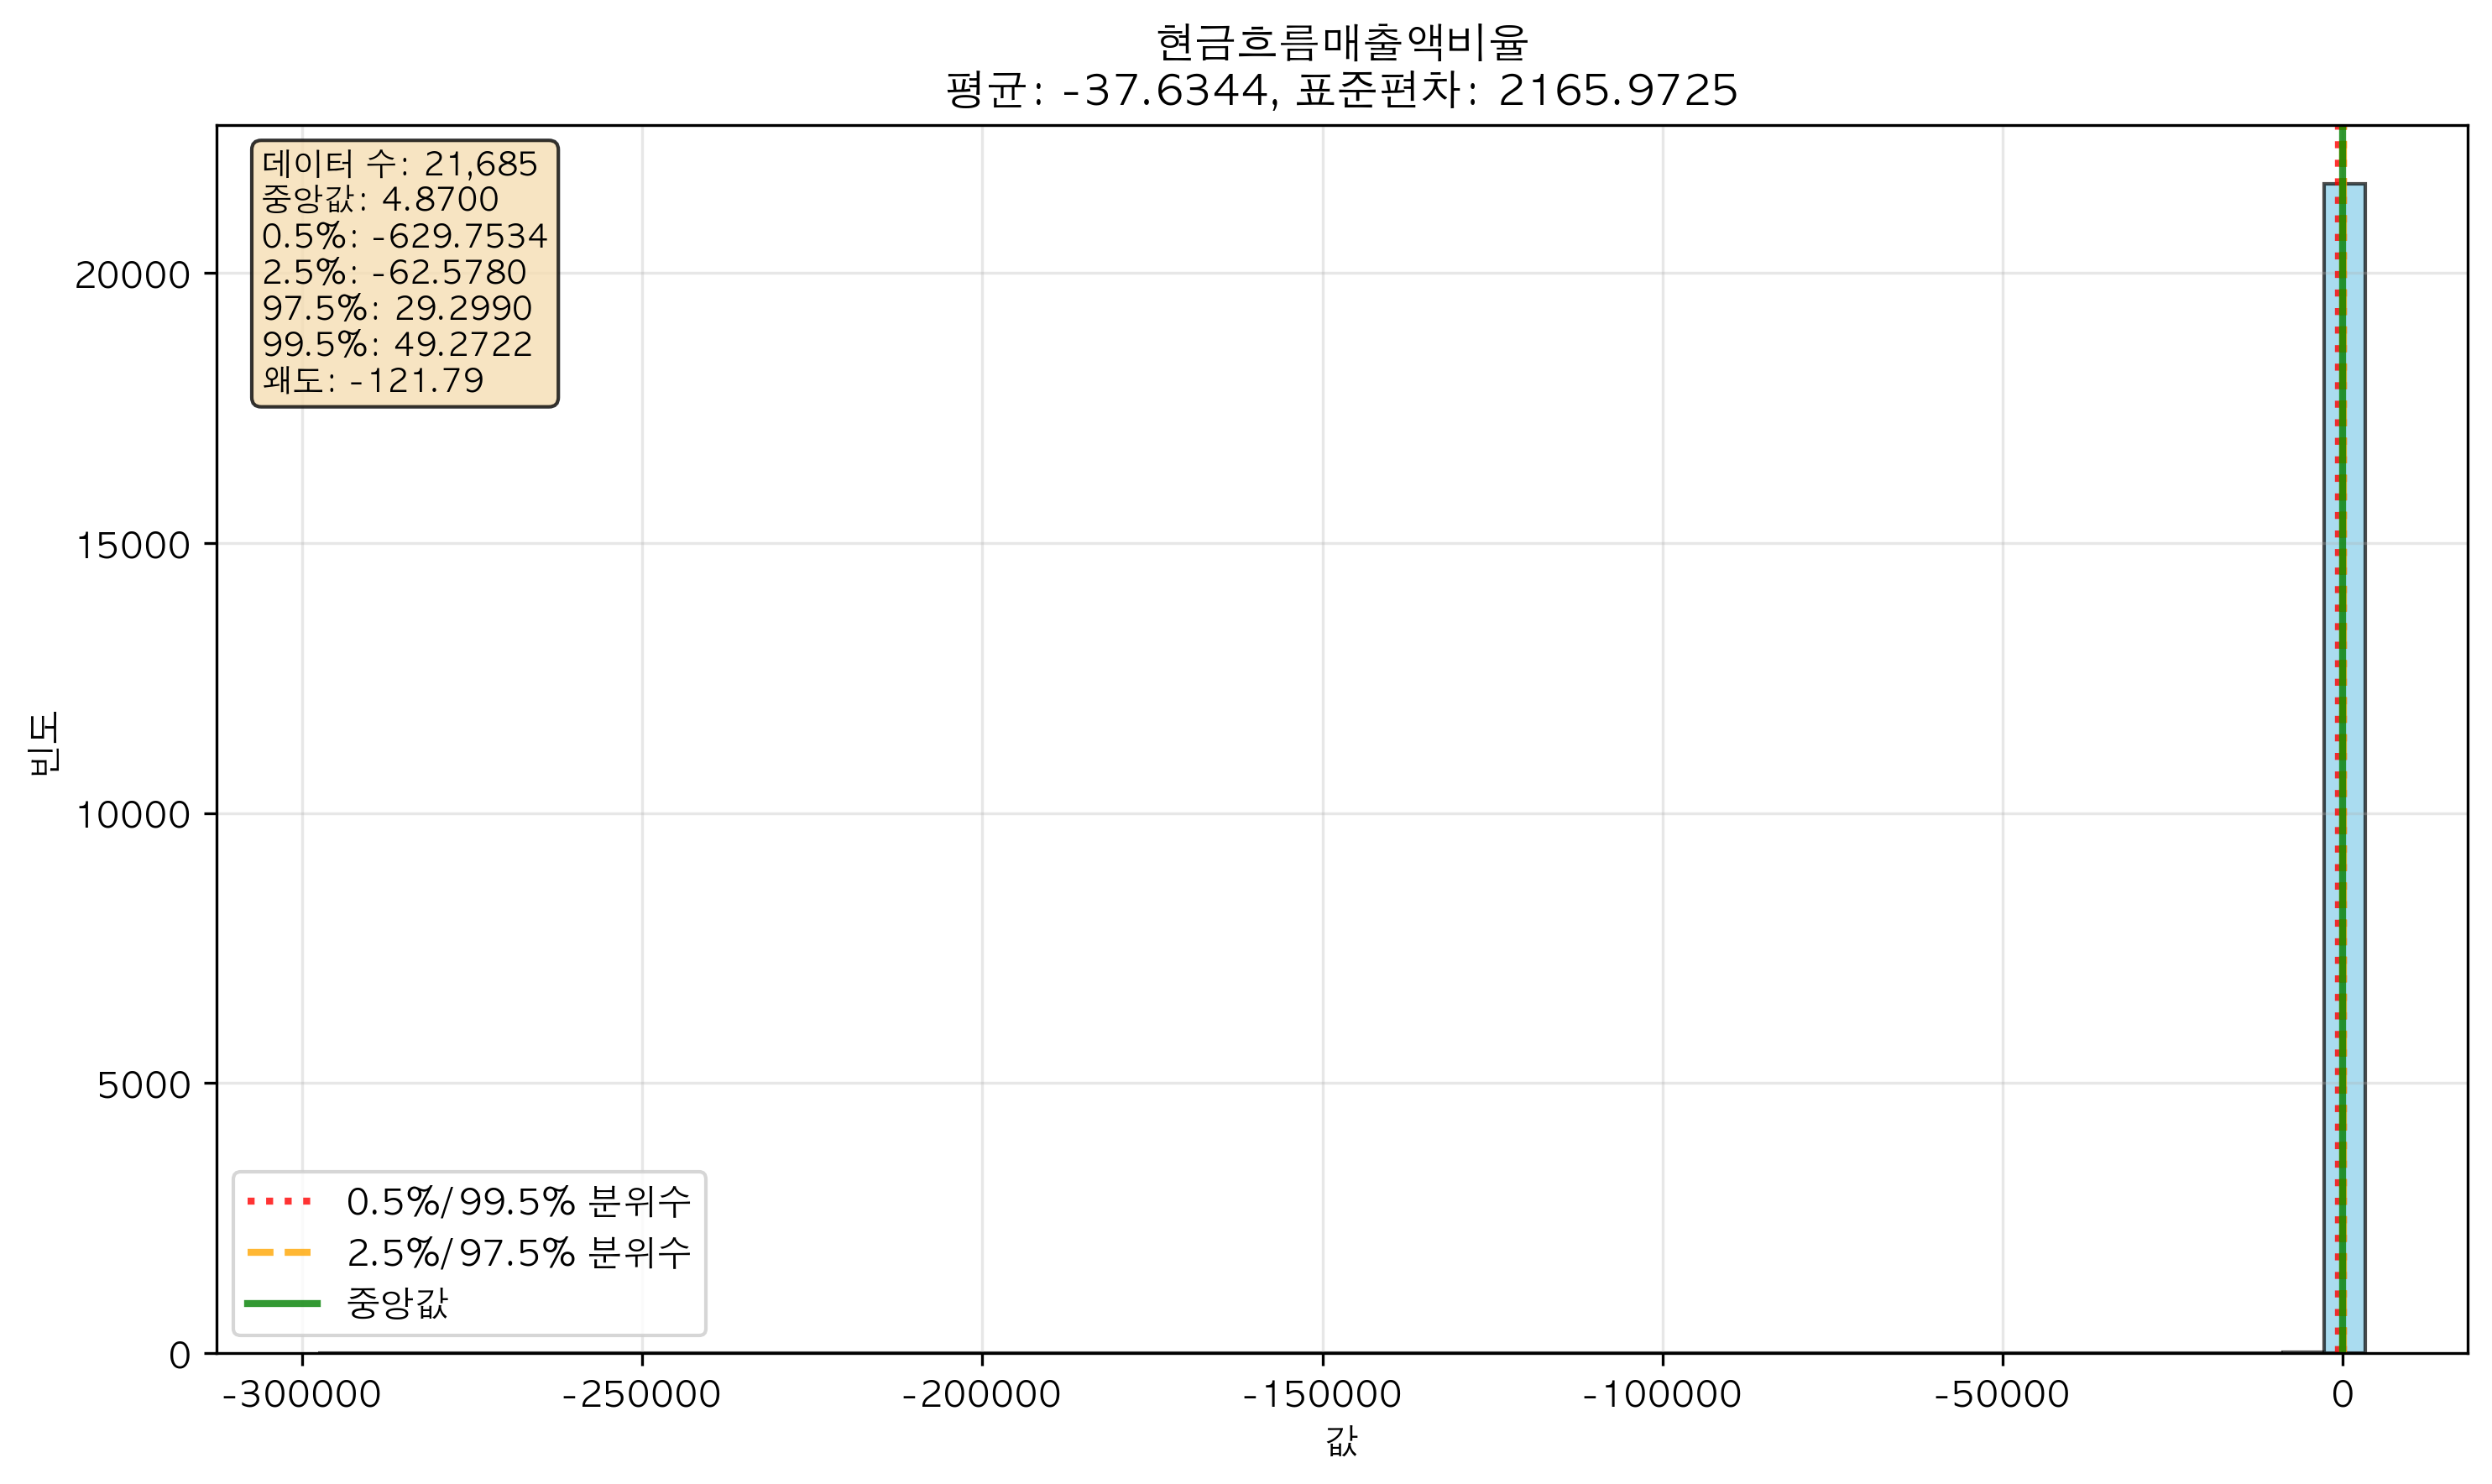 현금흐름매출액비율
평균: -37.6344, 표준편차: 2165.9725
데이터 수: 21,685
중앙값: 4.8700
0.5%: -629.7534
2.5%: -62.5780
97.5%: 29.2990
99.5%: 49.2722
왜도: -121.79
빈도
20000
15000
10000
5000
0
0.5%/99.5% 분위수
2.5%/97.5% 분위수
중앙값
-300000 -250000 -200000 -150000 -100000 -50000 0
값